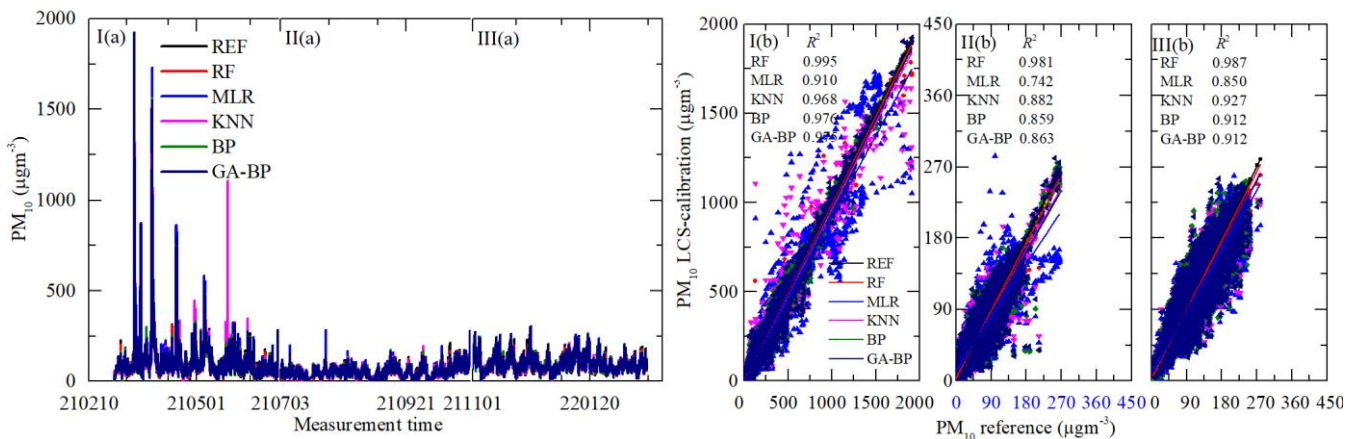 I(a)
II(a)
III(a)
REF
RF
MLR
KNN
BP
GA-BP
PM₁₀ (μgm⁻³)
2000
1500
1000
500
0
210210
210501
210703
210921
211101
220120
Measurement time
I(b) R²
RF 0.995
MLR 0.910
KNN 0.968
BP 0.976
GA-BP 0.975
REF
RF
MLR
KNN
BP
GA-BP
PM₁₀ LCS-calibration (μgm⁻³)
2000
1500
1000
500
0
0 500 1000 1500 2000
II(b) R²
RF 0.981
MLR 0.742
KNN 0.882
BP 0.859
GA-BP 0.863
450
360
270
180
90
0
0 90 180 270 360 450
III(b) R²
RF 0.987
MLR 0.850
KNN 0.927
BP 0.912
GA-BP 0.912
0 90 180 270 360 450
PM₁₀ reference (μgm⁻³)